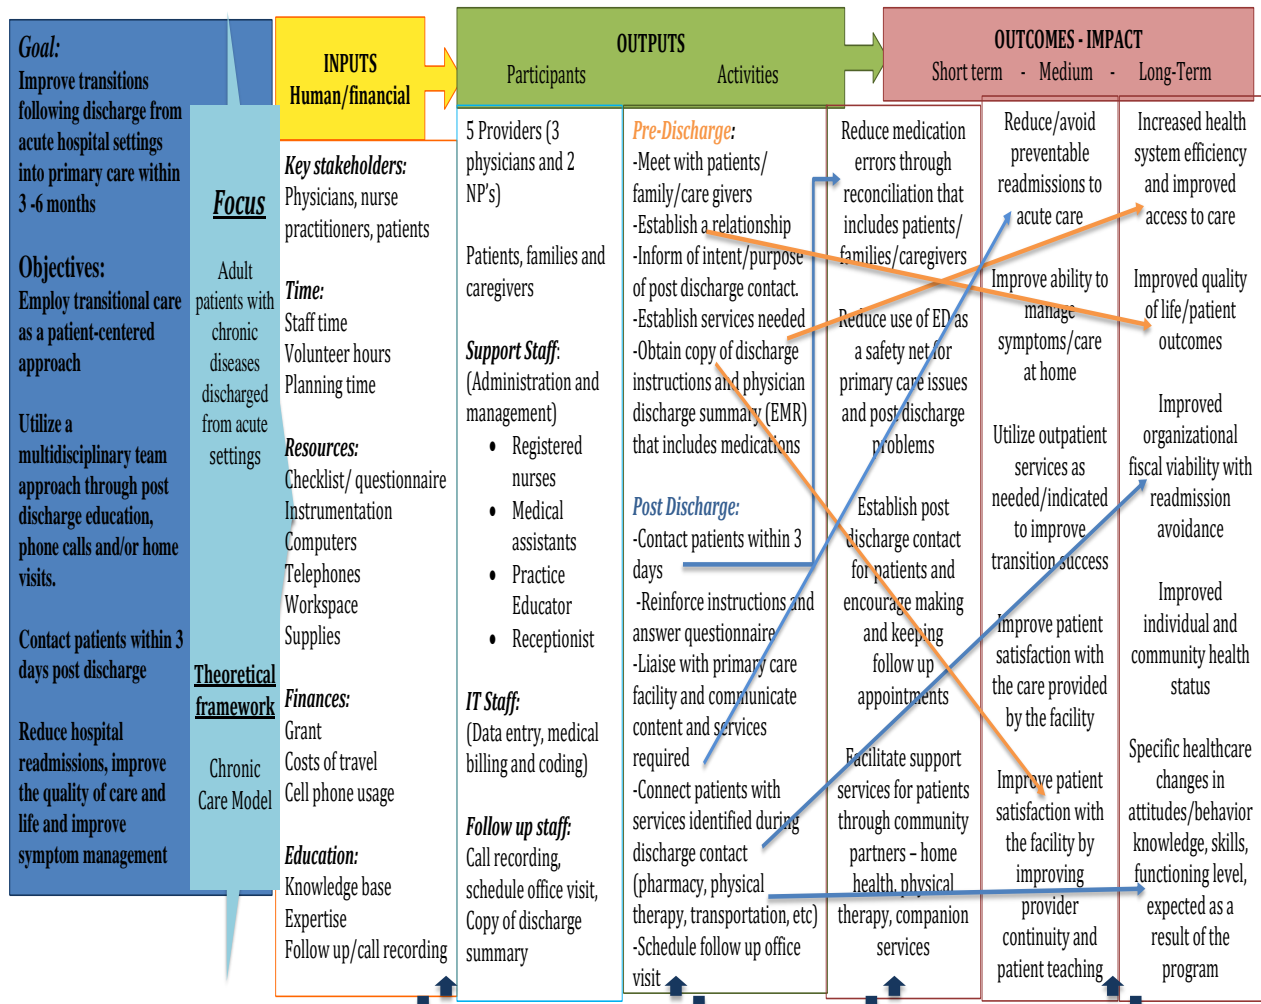 Goal:
Improve transitions
following discharge from
acute hospital settings
into primary care within
3 -6 months
Objectives:
Employ transitional care
as a patient-centered
approach
Utilize a
multidisciplinary team
approach through post
discharge education,
phone calls and/or home
visits.
Contact patients within 3
days post discharge
Reduce hospital
readmissions, improve
the quality of care and
life and improve
symptom management
Focus
Adult
patients with
chronic
diseases
discharged
from acute
settings
Theoretical
framework
Chronic
Care Model
INPUTS
Human/financial
Key stakeholders:
Physicians, nurse
practitioners, patients
Time:
Staff time
Volunteer hours
Planning time
Resources:
Checklist/ questionnaire
Instrumentation
Computers
Telephones
Workspace
Supplies
Finances:
Grant
Costs of travel
Cell phone usage
Education:
Knowledge base
Expertise
Follow up/call recording
OUTPUTS
Participants Activities
5 Providers (3
physicians and 2
NP's)
Patients, families and
caregivers
Support Staff:
(Administration and
management)
• Registered
nurses
• Medical
assistants
• Practice
Educator
• Receptionist
IT Staff:
(Data entry, medical
billing and coding)
Follow up staff:
Call recording,
schedule office visit,
Copy of discharge
summary
Pre-Discharge:
-Meet with patients/
family/care givers
-Establish a relationship
-Inform of intent/purpose
of post discharge contact.
-Establish services needed
-Obtain copy of discharge
instructions and physician
discharge summary (EMR)
that includes medications
Post Discharge:
-Contact patients within 3
days
-Reinforce instructions and
answer questionnaire
-Liaise with primary care
facility and communicate
content and services
required
-Connect patients with
services identified during
discharge contact
(pharmacy, physical
therapy, transportation, etc)
-Schedule follow up office
visit
OUTCOMES - IMPACT
Short term - Medium - Long-Term
Reduce medication
errors through
reconciliation that
includes patients/
families/caregivers
Reduce use of ED as
a safety net for
primary care issues
and post discharge
problems
Establish post
discharge contact
for patients and
encourage making
and keeping
follow up
appointments
Facilitate support
services for patients
through community
partners – home
health, physical
therapy, companion
services
Reduce/avoid
preventable
readmissions to
acute care
Improve ability to
manage
symptoms/care
at home
Utilize outpatient
services as
needed/indicated
to improve
transition success
Improve patient
satisfaction with
the care provided
by the facility
Improve patient
satisfaction with
the facility by
improving
provider
continuity and
patient teaching
Increased health
system efficiency
and improved
access to care
Improved quality
of life/patient
outcomes
Improved
organizational
fiscal viability with
readmission
avoidance
Improved
individual and
community health
status
Specific healthcare
changes in
attitudes/behavior
knowledge, skills,
functioning level,
expected as a
result of the
program